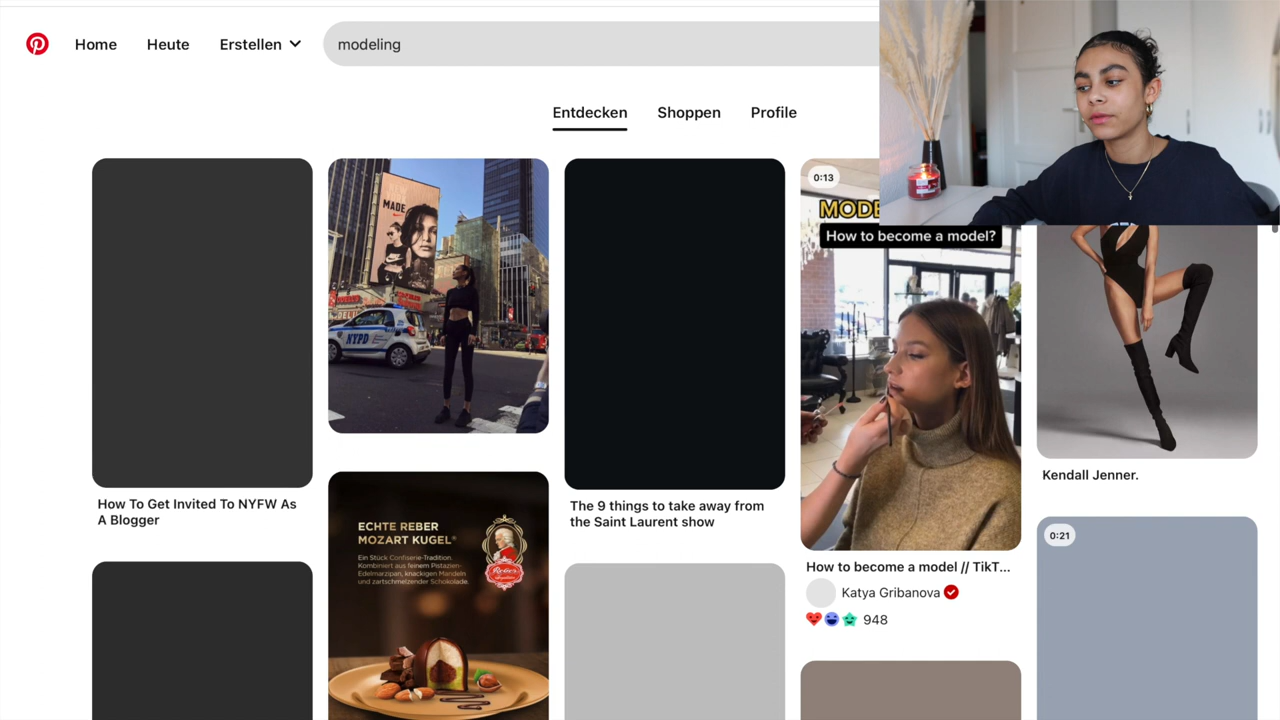 Home
Heute
Erstellen
modeling
Entdecken
Shoppen
Profile
MADE
NYPD
How To Get Invited To NYFW As
A Blogger
ECHTE REBER
MOZART KUGEL®
Ein Stück Confiserie-Tradition.
Kombiniert aus feinem Pistazien-
Edelmarzipan, knackigen Mandeln
und zartschmelzender Schokolade.
Reber
The 9 things to take away from
the Saint Laurent show
0:13
MODE
How to become a model?
How to become a model // TikT...
Katya Gribanova
948
Kendall Jenner.
0:21